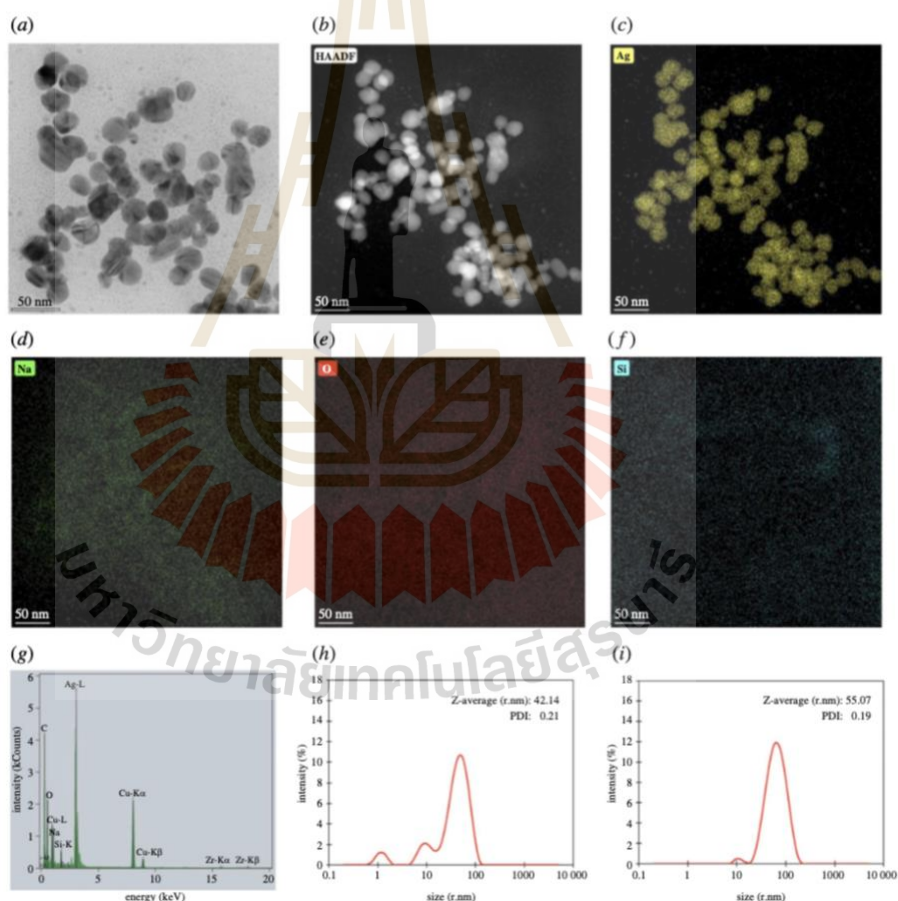 (a)
(b)
(c)
HAADF
Ag
50 nm
50 nm
50 nm
(d)
(e)
(f)
Na
O
Si
50 nm
50 nm
50 nm
มหาวิทยาลัยเทคโนโลยีสุรนารี
(g)
(h)
(i)
6
5
4
3
2
1
0
intensity (kCounts)
Ag-L
C
O
Cu-L
Na
Si-K
Cu-Kα
Cu-Kβ
Zr-Kα Zr-Kβ
0 5 10 15 20
energy (keV)
18
16
14
12
10
8
6
4
2
0
intensity (%)
Z-average (r.nm): 42.14
PDI: 0.21
0.1 1 10 100 1000 10 000
size (r.nm)
18
16
14
12
10
8
6
4
2
0
intensity (%)
Z-average (r.nm): 55.07
PDI: 0.19
0.1 1 10 100 1000 10 000
size (r.nm)